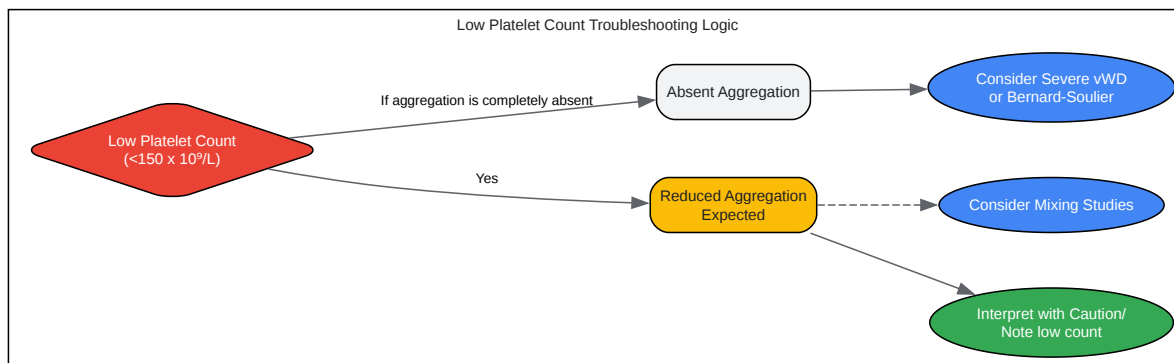 Low Platelet Count Troubleshooting Logic
If aggregation is completely absent
Absent Aggregation
Consider Severe vWD
or Bernard-Soulier
Low Platelet Count
(<150 x 10⁹/L)
Yes
Reduced Aggregation
Expected
Consider Mixing Studies
Interpret with Caution/
Note low count